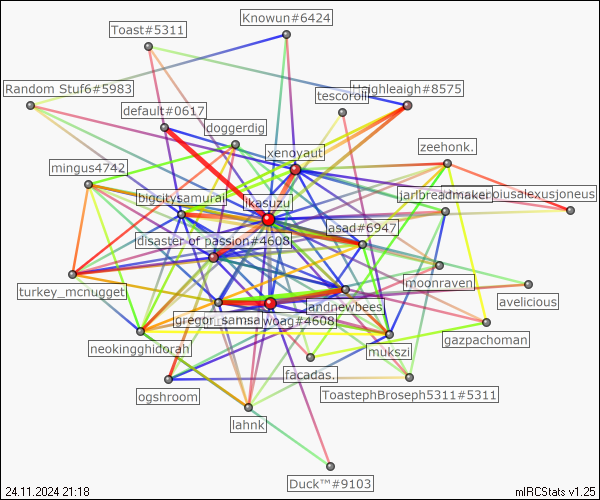 Knowun#6424
Toast#5311
Random Stuf6#5983
tescoroll
Haighleaigh#8575
default#0617
doggerdig
xenoyaut
zeehonk.
mingus4742
bigcitysamurai
ikasuzu
jarlbreadmaker
piusalexusjoneus
asad#6947
disaster of passion#4608
turkey_mcnugget
moonraven
avelicious
landnewbees
gregor_samsa
woag#4608
gazpachoman
neokingghidorah
mukszi
facadas.
ogshroom
ToastephBroseph5311#5311
lahnk
Duck™#9103
24.11.2024 21:18
mIRCStats v1.25